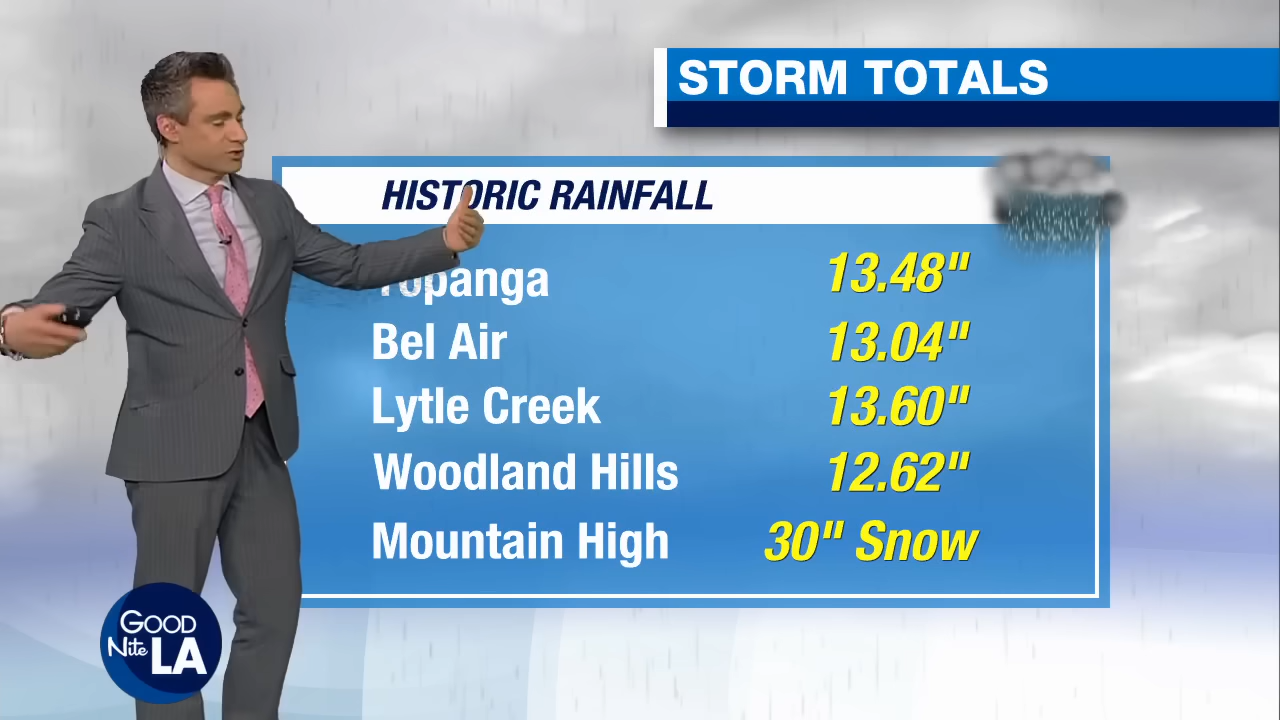 STORM TOTALS
HISTORIC RAINFALL
Topanga 13.48"
Bel Air 13.04"
Lytle Creek 13.60"
Woodland Hills 12.62"
Mountain High 30" Snow
GOOD
Nite LA